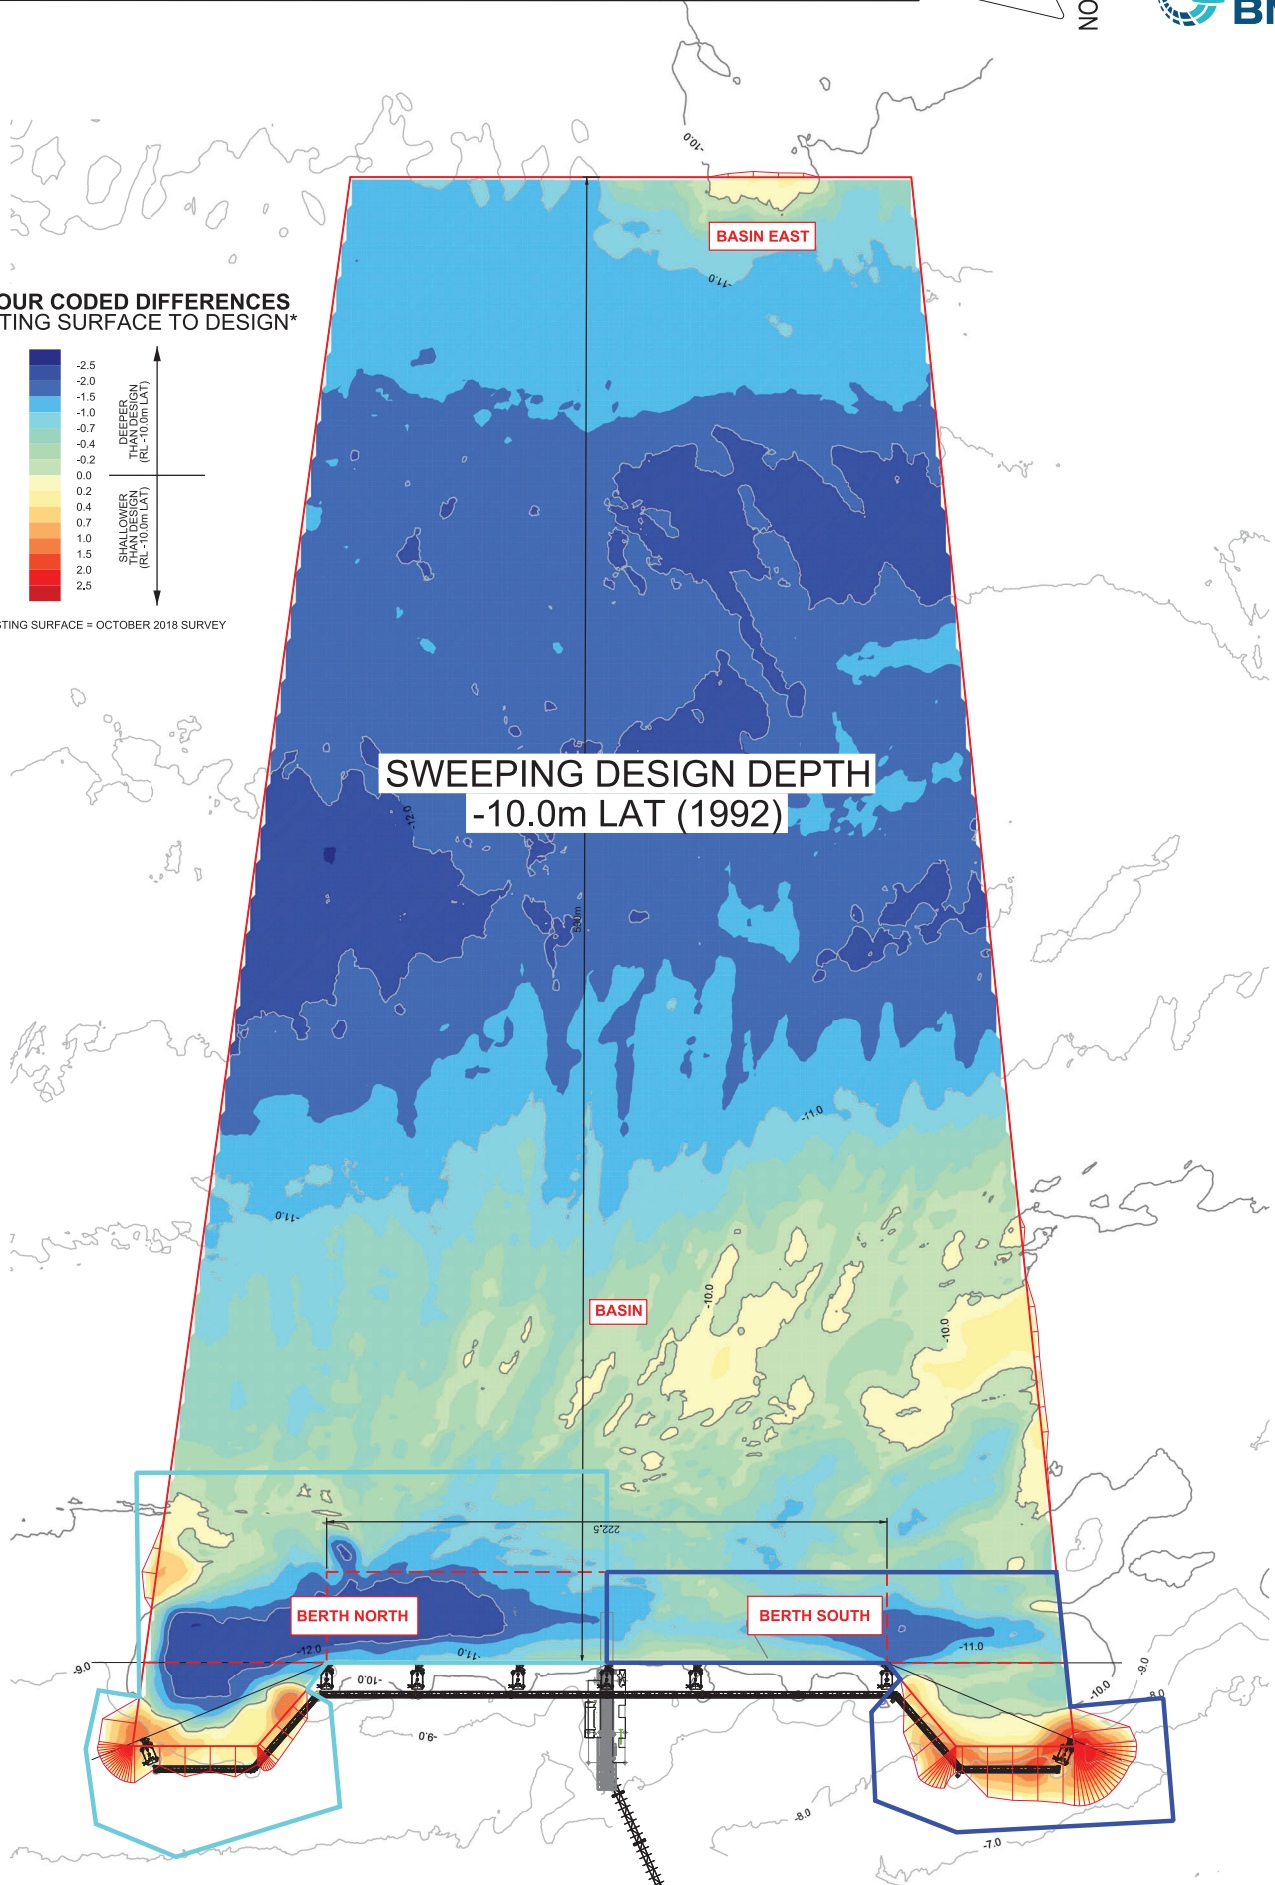 NO
BM
-10.0
BASIN EAST
-11.0
OUR CODED DIFFERENCES
TING SURFACE TO DESIGN*
-2.5
-2.0
-1.5
-1.0
-0.7
-0.4
-0.2
0.0
0.2
0.4
0.7
1.0
1.5
2.0
2.5
DEEPER
THAN DESIGN
(RL -10.0m LAT)
SHALLOWER
THAN DESIGN
(RL -10.0m LAT)
STING SURFACE = OCTOBER 2018 SURVEY
SWEEPING DESIGN DEPTH
-10.0m LAT (1992)
-12.0
-11.0
-11.0
-10.0
BASIN
-10.0
222.5
BERTH NORTH
BERTH SOUTH
-12.0
-11.0
-11.0
-9.0
-10.0
-9.0
-10.0
-9.0
-8.0
-8.0
-7.0